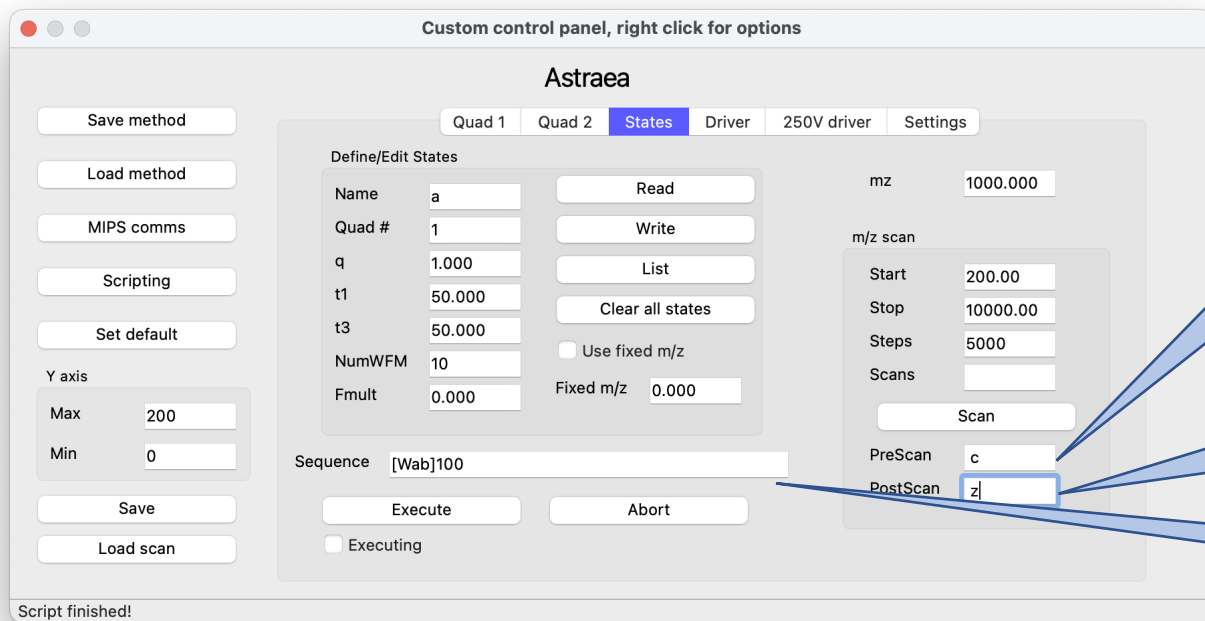 Custom control panel, right click for options
Astraea
Save method
Load method
MIPS comms
Scripting
Set default
Y axis
Max 200
Min 0
Save
Load scan
Quad 1 Quad 2 States Driver 250V driver Settings
Define/Edit States
Name a
Quad # 1
q 1.000
t1 50.000
t3 50.000
NumWFM 10
Fmult 0.000
Read
Write
List
Clear all states
Use fixed m/z
Fixed m/z 0.000
Sequence [Wab]100
Execute Abort
Executing
mz 1000.000
m/z scan
Start 200.00
Stop 10000.00
Steps 5000
Scans
Scan
PreScan c
PostScan z
Script finished!